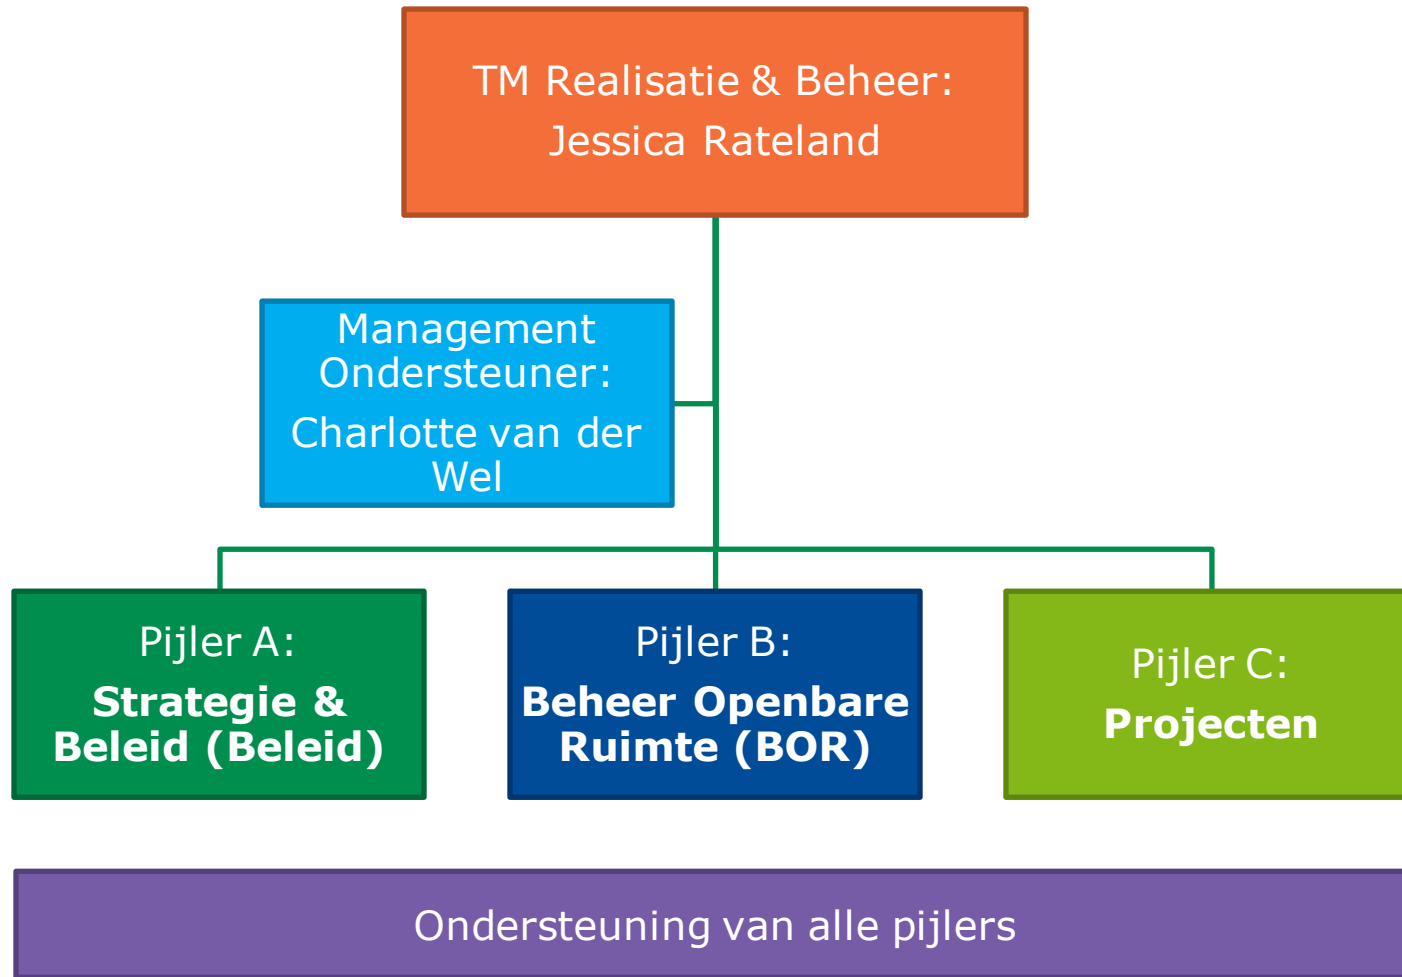 TM Realisatie & Beheer:
Jessica Rateland
Management
Ondersteuner:
Charlotte van der
Wel
Pijler A:
Strategie &
Beleid (Beleid)
Pijler B:
Beheer Openbare
Ruimte (BOR)
Pijler C:
Projecten
Ondersteuning van alle pijlers